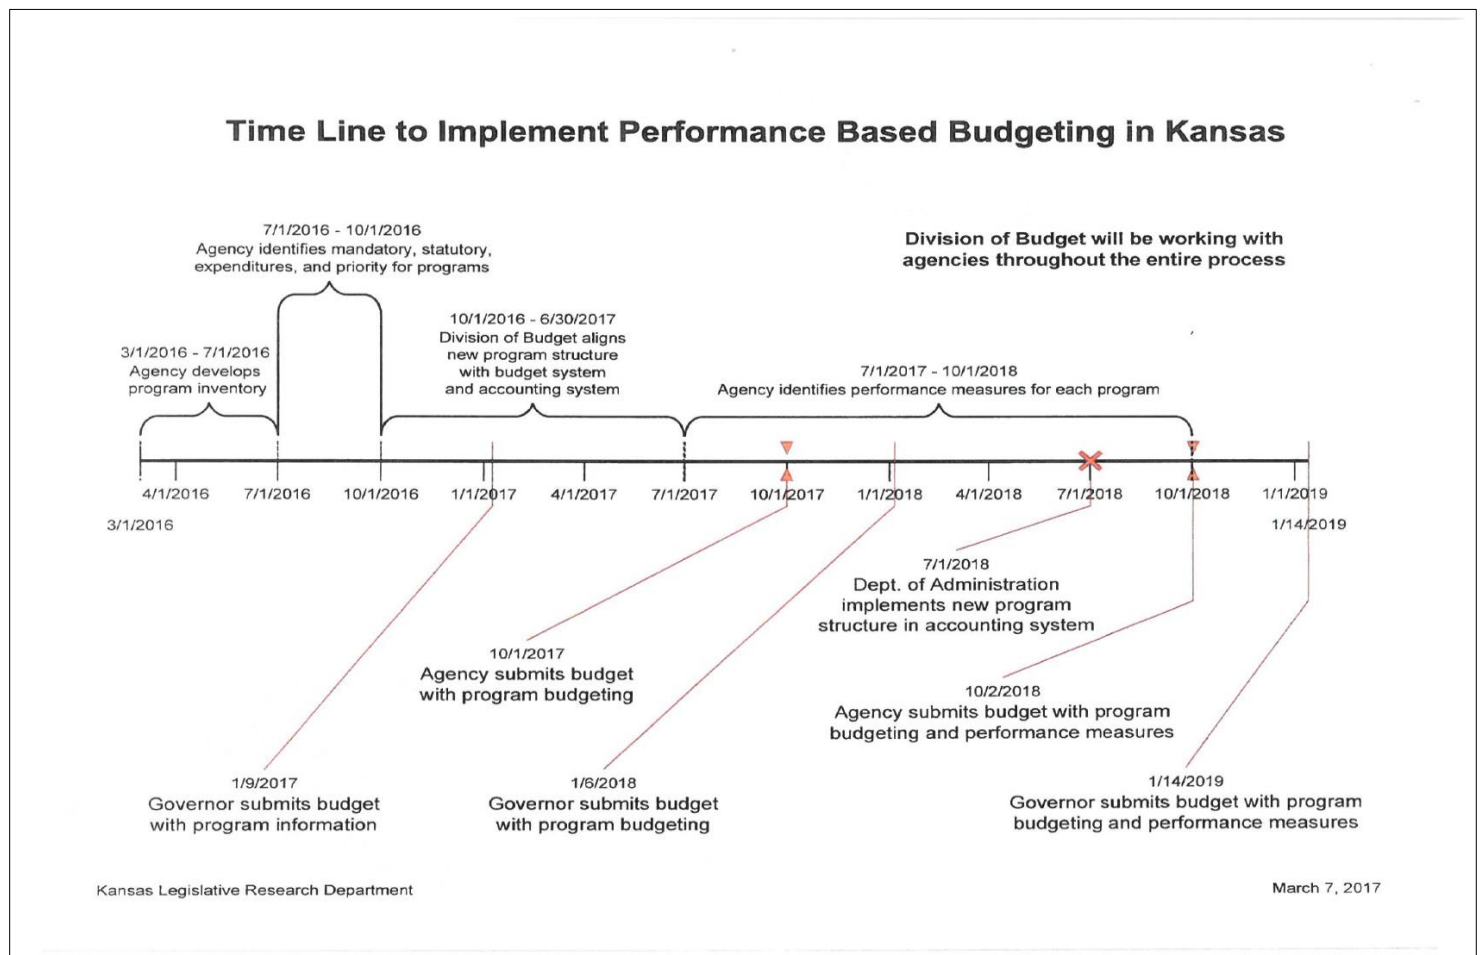 Time Line to Implement Performance Based Budgeting in Kansas
7/1/2016 - 10/1/2016
Agency identifies mandatory, statutory,
expenditures, and priority for programs
Division of Budget will be working with
agencies throughout the entire process
3/1/2016 - 7/1/2016
Agency develops
program inventory
10/1/2016 - 6/30/2017
Division of Budget aligns
new program structure
with budget system
and accounting system
7/1/2017 - 10/1/2018
Agency identifies performance measures for each program
4/1/2016 7/1/2016 10/1/2016 1/1/2017 4/1/2017 7/1/2017 10/1/2017 1/1/2018 4/1/2018 7/1/2018 10/1/2018 1/1/2019
3/1/2016 1/14/2019
7/1/2018
Dept. of Administration
implements new program
structure in accounting system
10/1/2017
Agency submits budget
with program budgeting
10/2/2018
Agency submits budget with program
budgeting and performance measures
1/9/2017
Governor submits budget
with program information
1/6/2018
Governor submits budget
with program budgeting
1/14/2019
Governor submits budget with program
budgeting and performance measures
Kansas Legislative Research Department
March 7, 2017